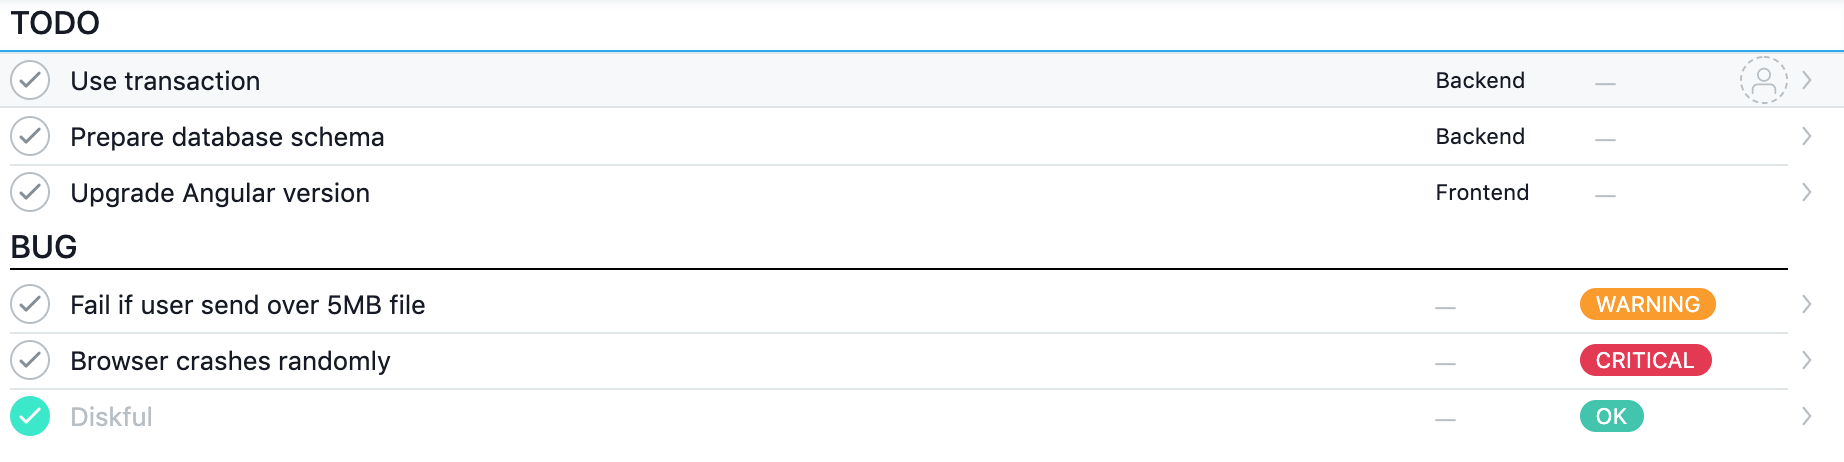 TODO
Use transaction Backend —
Prepare database schema Backend —
Upgrade Angular version Frontend —
BUG
Fail if user send over 5MB file — WARNING
Browser crashes randomly — CRITICAL
Diskful — OK